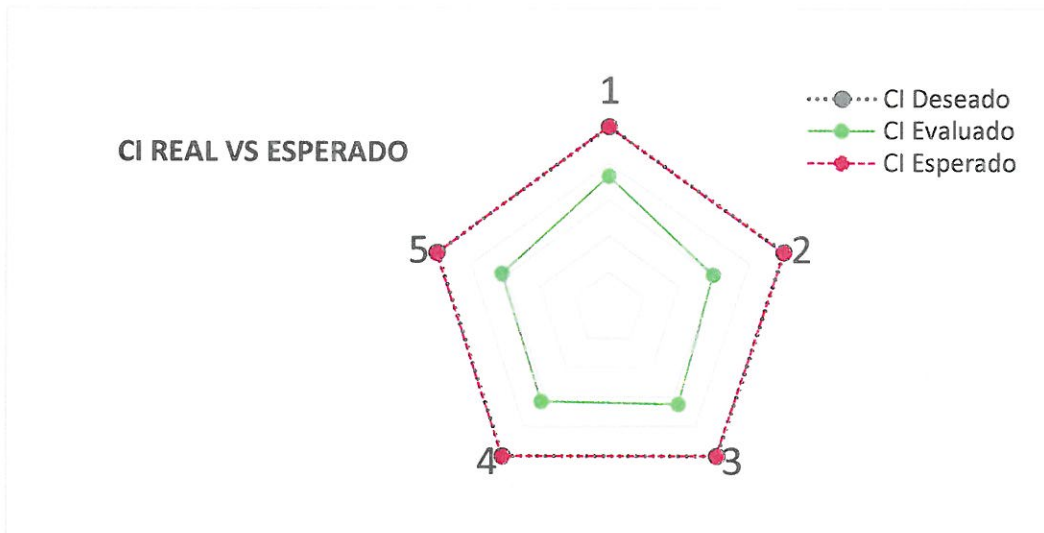 1
CI Deseado
CI Evaluado
CI REAL VS ESPERADO
CI Esperado
5
2
4
3